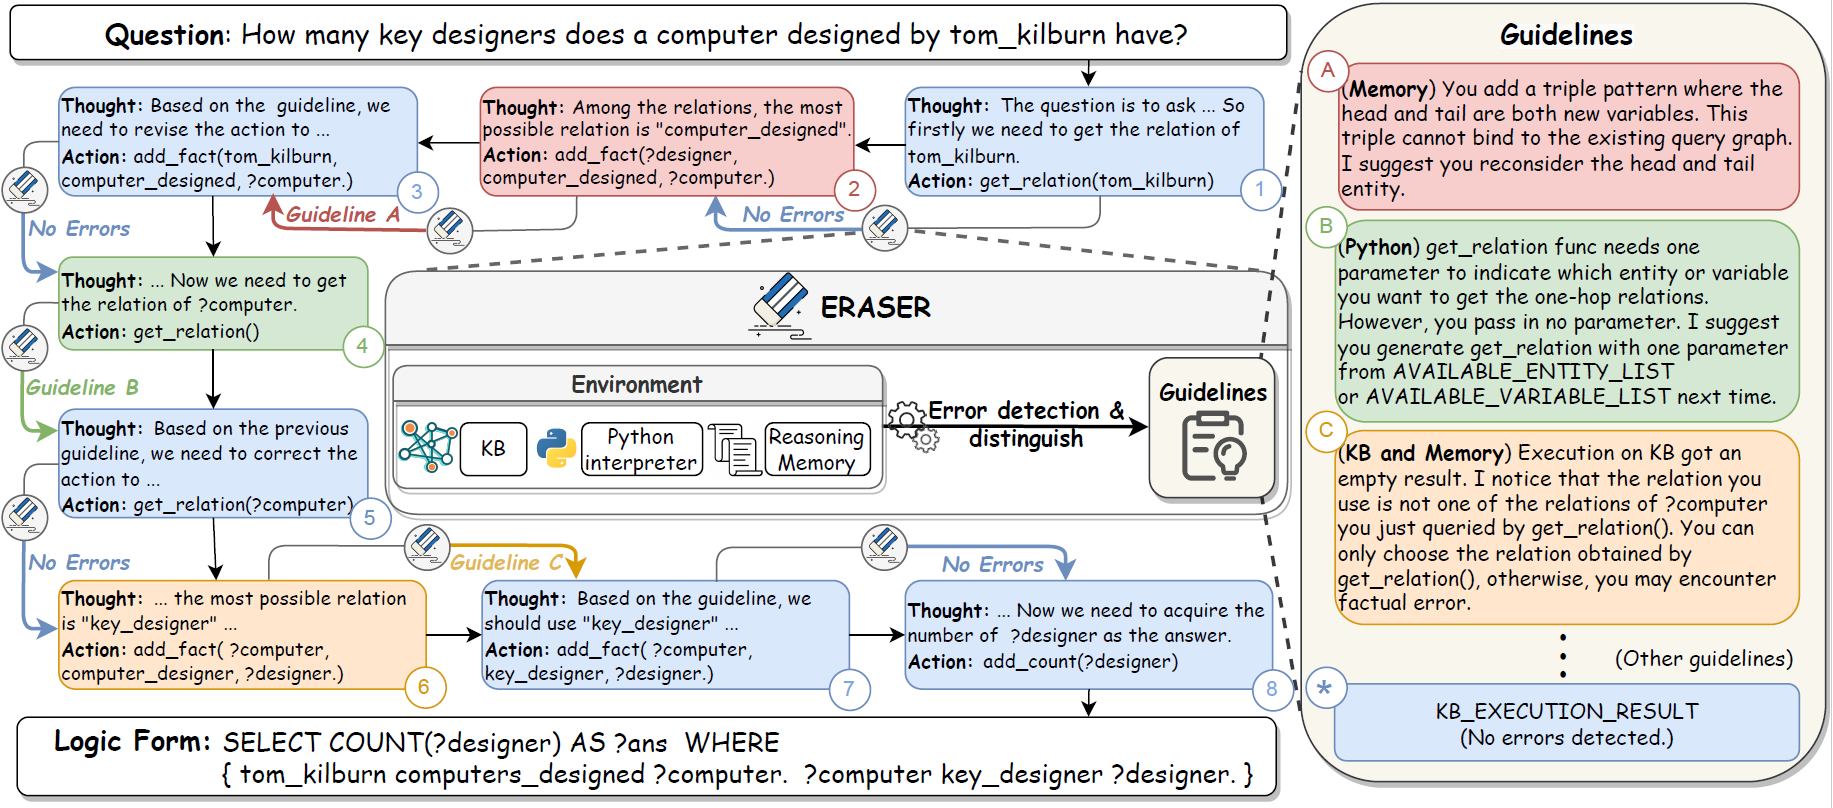 Question: How many key designers does a computer designed by tom_kilburn have?
Thought: The question is to ask ... So
firstly we need to get the relation of
tom_kilburn.
Action: get_relation(tom_kilburn)
1
No Errors
Thought: Among the relations, the most
possible relation is "computer_designed".
Action: add_fact(?designer,
computer_designed, ?computer.)
2
Guideline A
Thought: Based on the guideline, we
need to revise the action to ...
Action: add_fact(tom_kilburn,
computer_designed, ?computer.)
3
No Errors
Thought: ... Now we need to get
the relation of ?computer.
Action: get_relation()
4
Guideline B
Thought: Based on the previous
guideline, we need to correct the
action to ...
Action: get_relation(?computer)
5
No Errors
Thought: ... the most possible relation
is "key_designer" ...
Action: add_fact( ?computer,
computer_designer, ?designer.)
6
Guideline C
Thought: Based on the guideline, we
should use "key_designer" ...
Action: add_fact( ?computer,
key_designer, ?designer.)
7
No Errors
Thought: ... Now we need to acquire the
number of ?designer as the answer.
Action: add_count(?designer)
8
ERASER
Environment
KB
Python
interpreter
Reasoning
Memory
Error detection &
distinguish
Guidelines
Logic Form: SELECT COUNT(?designer) AS ?ans WHERE
{ tom_kilburn computers_designed ?computer. ?computer key_designer ?designer. }
Guidelines
A
(Memory) You add a triple pattern where the
head and tail are both new variables. This
triple cannot bind to the existing query graph.
I suggest you reconsider the head and tail
entity.
B
(Python) get_relation func needs one
parameter to indicate which entity or variable
you want to get the one-hop relations.
However, you pass in no parameter. I suggest
you generate get_relation with one parameter
from AVAILABLE_ENTITY_LIST
or AVAILABLE_VARIABLE_LIST next time.
C
(KB and Memory) Execution on KB got an
empty result. I notice that the relation you
use is not one of the relations of ?computer
you just queried by get_relation(). You can
only choose the relation obtained by
get_relation(), otherwise, you may encounter
factual error.
(Other guidelines)
*
KB_EXECUTION_RESULT
(No errors detected.)